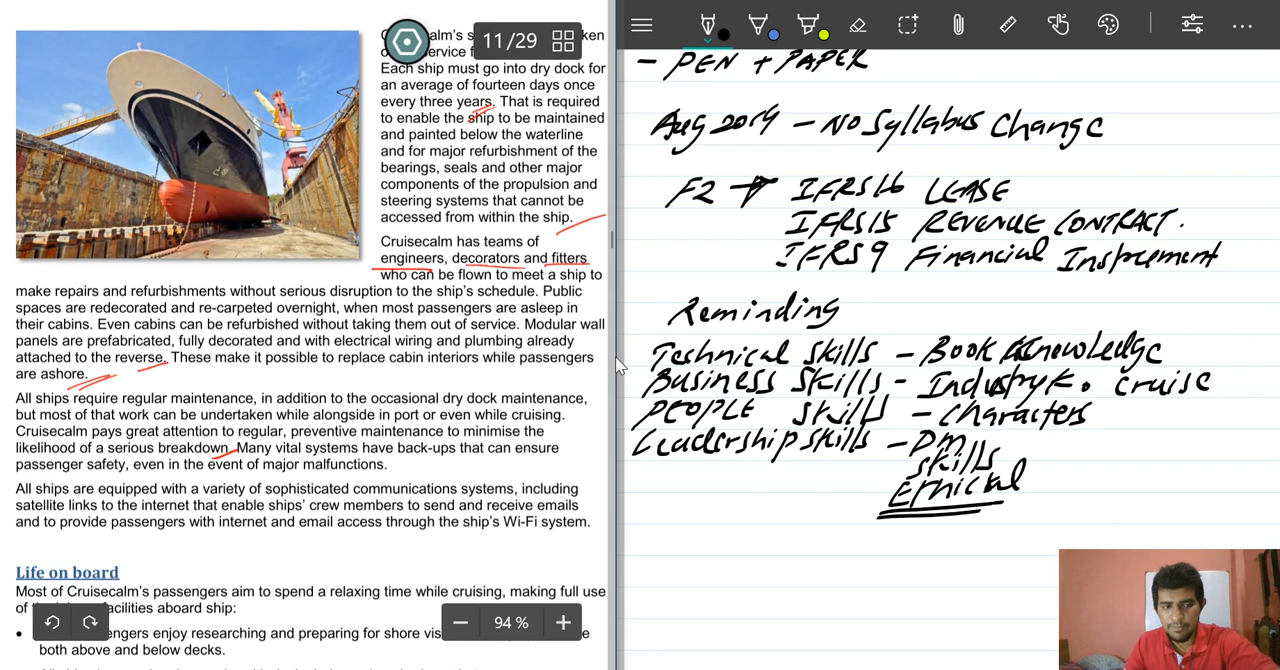 alm's s ken
o service f
Each ship must go into dry dock for
an average of fourteen days once
every three years. That is required
to enable the ship to be maintained
and painted below the waterline
and for major refurbishment of the
bearings, seals and other major
components of the propulsion and
steering systems that cannot be
accessed from within the ship.
Cruisecalm has teams of
engineers, decorators and fitters
who can be flown to meet a ship to
make repairs and refurbishments without serious disruption to the ship's schedule. Public
spaces are redecorated and re-carpeted overnight, when most passengers are asleep in
their cabins. Even cabins can be refurbished without taking them out of service. Modular wall
panels are prefabricated, fully decorated and with electrical wiring and plumbing already
attached to the reverse. These make it possible to replace cabin interiors while passengers
are ashore.
All ships require regular maintenance, in addition to the occasional dry dock maintenance,
but most of that work can be undertaken while alongside in port or even while cruising.
Cruisecalm pays great attention to regular, preventive maintenance to minimise the
likelihood of a serious breakdown. Many vital systems have back-ups that can ensure
passenger safety, even in the event of major malfunctions.
All ships are equipped with a variety of sophisticated communications systems, including
satellite links to the internet that enable ships' crew members to send and receive emails
and to provide passengers with internet and email access through the ship's Wi-Fi system.
Life on board
Most of Cruisecalm's passengers aim to spend a relaxing time while cruising, making full use
of facilities aboard ship:
• engers enjoy researching and preparing for shore vis e
both above and below decks.
11/29
94 %
- PEN + PAPER
Aug 2019 - No Syllabus Change
F2 → IFRS 16 LEASE
IFRS 15 REVENUE CONTRACT.
IFRS 9 Financial Instrument
Reminding
Technical skills - Book Knowledge
Business skills - Industry K. cruise
PEOPLE skills - characters
Leadership skills - DM
skills
Ethical